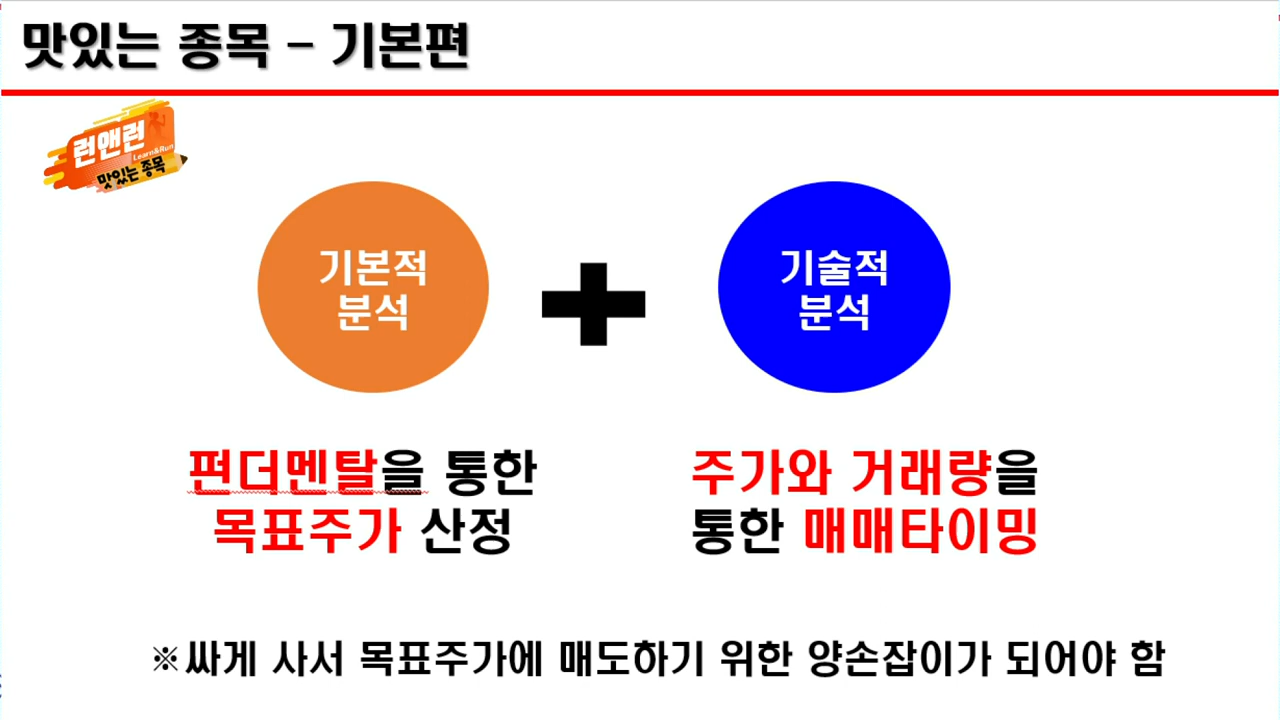 맛있는 종목 – 기본편
런앤런
Learn&Run
맛있는 종목
기본적
분석
기술적
분석
펀더멘탈을 통한
목표주가 산정
주가와 거래량을
통한 매매타이밍
※싸게 사서 목표주가에 매도하기 위한 양손잡이가 되어야 함